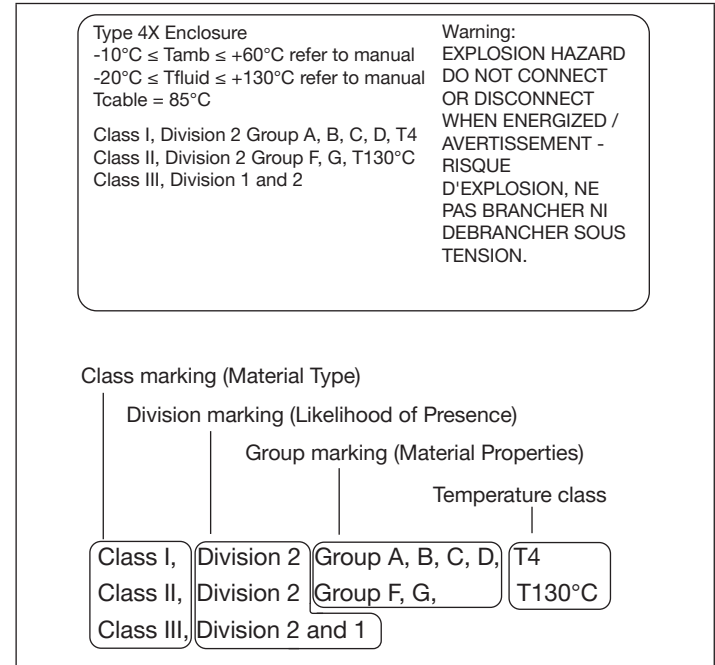 Type 4X Enclosure
-10°C ≤ Tamb ≤ +60°C refer to manual
-20°C ≤ Tfluid ≤ +130°C refer to manual
Tcable = 85°C
Class I, Division 2 Group A, B, C, D, T4
Class II, Division 2 Group F, G, T130°C
Class III, Division 1 and 2
Warning:
EXPLOSION HAZARD
DO NOT CONNECT
OR DISCONNECT
WHEN ENERGIZED /
AVERTISSEMENT -
RISQUE
D'EXPLOSION, NE
PAS BRANCHER NI
DEBRANCHER SOUS
TENSION.
Class marking (Material Type)
Division marking (Likelihood of Presence)
Group marking (Material Properties)
Temperature class
Class I, Division 2 Group A, B, C, D, T4
Class II, Division 2 Group F, G, T130°C
Class III, Division 2 and 1